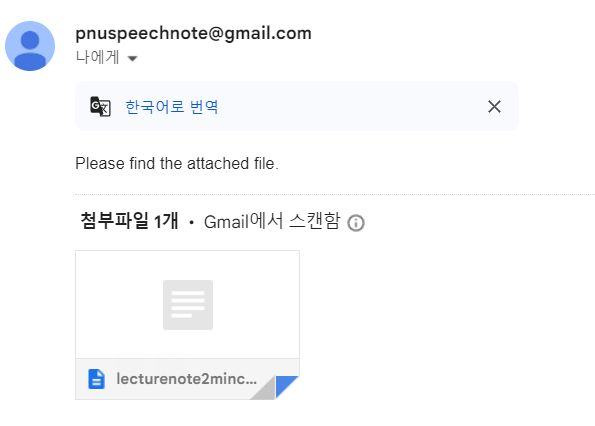 pnuspeechnote@gmail.com
나에게
한국어로 번역
Please find the attached file.
첨부파일 1개 • Gmail에서 스캔함
lecturenote2minc...